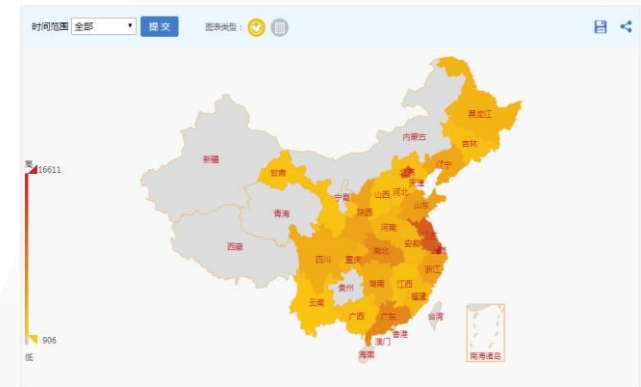 时间范围 全部 提交 图表类型:
黑龙江
内蒙古
吉林
新疆
辽宁
高 16611
北京
甘肃
天津
宁夏
山西 河北
青海
山东
陕西
河南
江苏
西藏
湖北
安徽
上海
四川
重庆
浙江
贵州
湖南
江西
云南
福建
广西
广东
台湾
香港
906
澳门
低
海南
南海诸岛